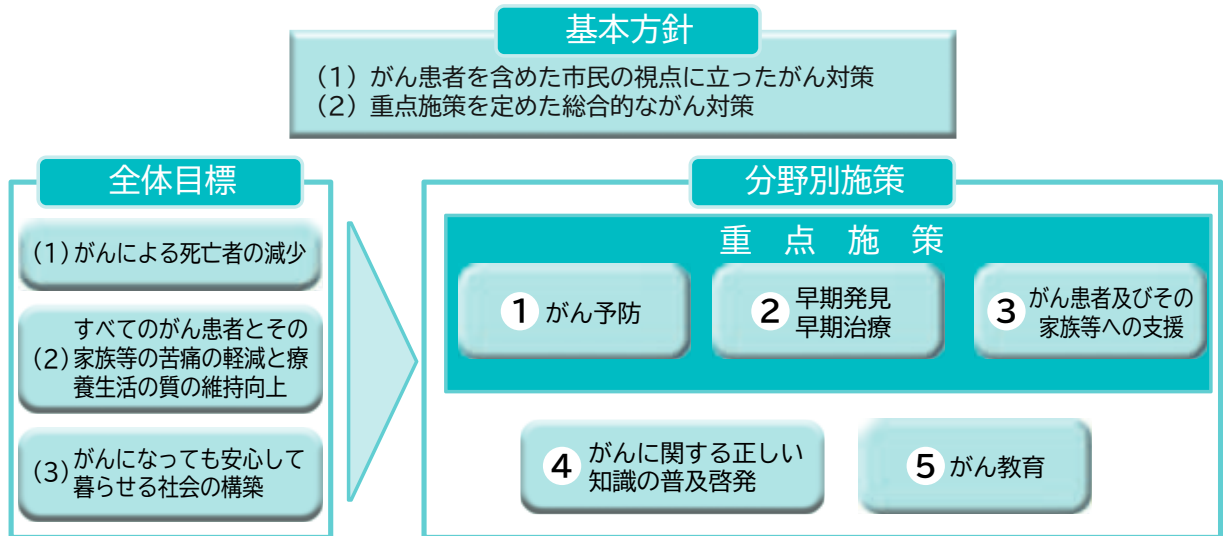 基本方針
（1）がん患者を含めた市民の視点に立ったがん対策
（2）重点施策を定めた総合的ながん対策
全体目標
（1）がんによる死亡者の減少
（2）すべてのがん患者とその
家族等の苦痛の軽減と療
養生活の質の維持向上
（3）がんになっても安心して
暮らせる社会の構築
分野別施策
重点施策
1 がん予防
2 早期発見
早期治療
3 がん患者及びその
家族等への支援
4 がんに関する正しい
知識の普及啓発
5 がん教育